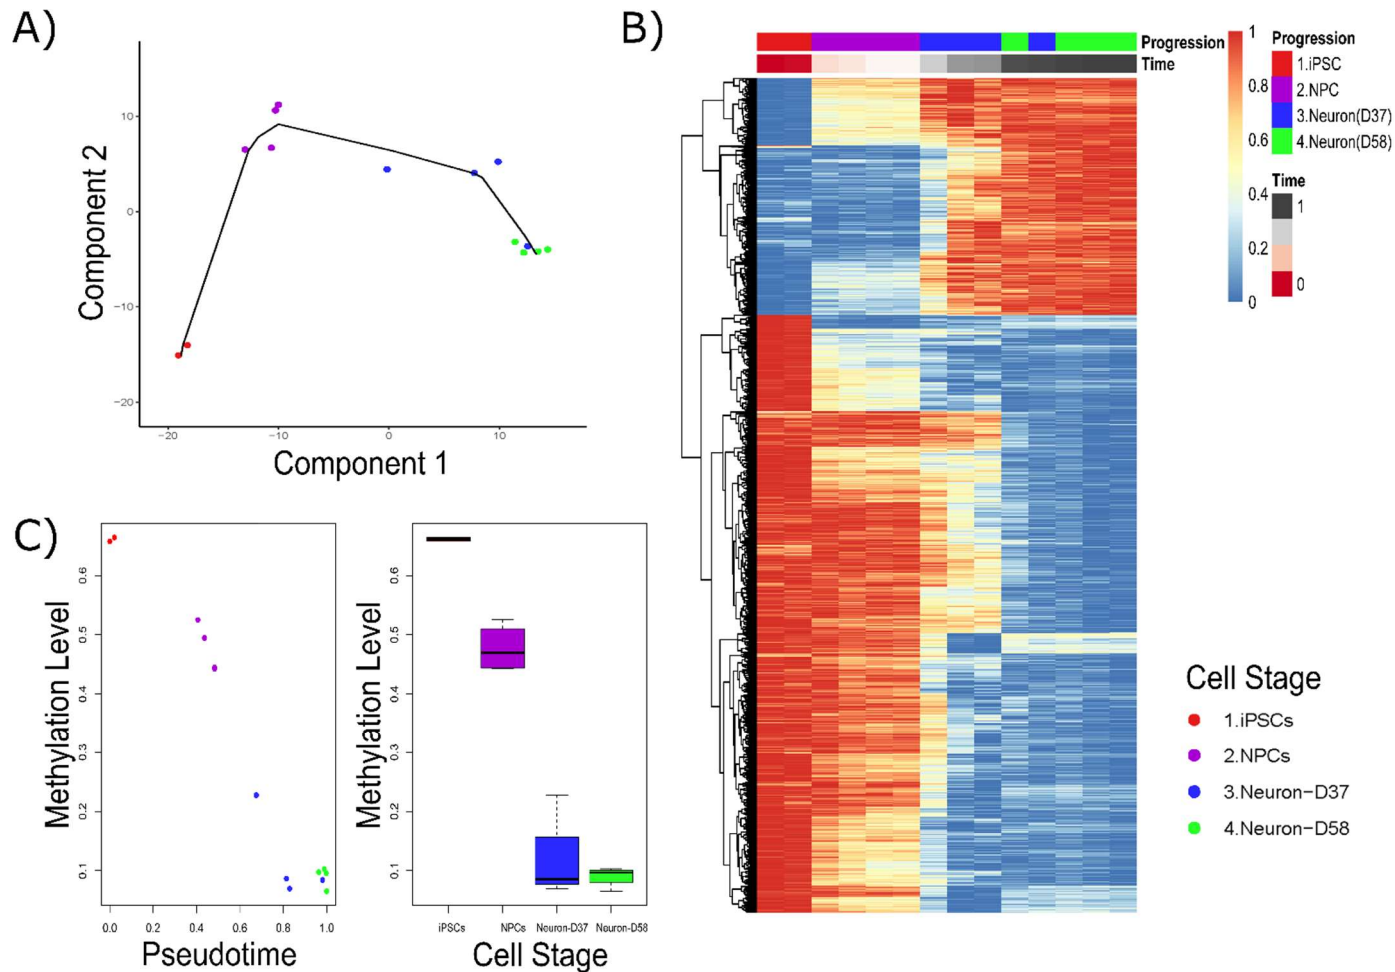 A)
Component 2
10
0
−10
−20
−20
−10
0
10
Component 1
B)
Progression
Time
1
0.8
0.6
0.4
0.2
0
Progression
1.iPSC
2.NPC
3.Neuron(D37)
4.Neuron(D58)
Time
1
0
C)
Methylation Level
0.6
0.5
0.4
0.3
0.2
0.1
0.0
0.2
0.4
0.6
0.8
1.0
Pseudotime
Methylation Level
0.6
0.5
0.4
0.3
0.2
0.1
iPSCs
NPCs
Neuron-D37
Neuron-D58
Cell Stage
Cell Stage
1.iPSCs
2.NPCs
3.Neuron−D37
4.Neuron−D58